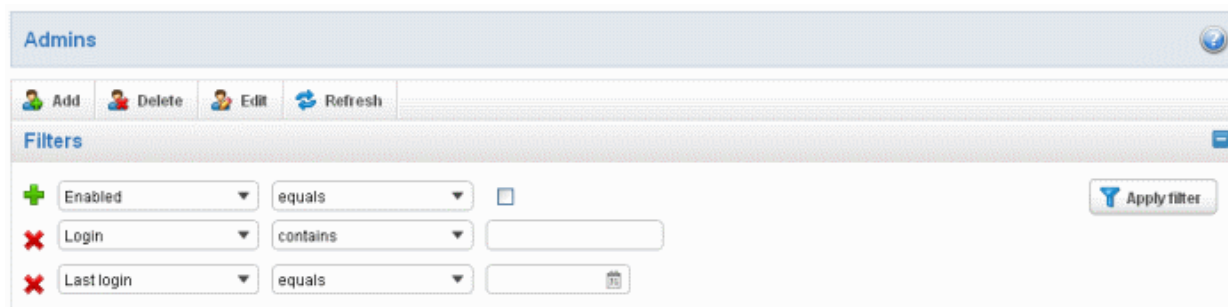 Admins
Add Delete Edit Refresh
Filters
Enabled equals Apply filter
Login contains
Last login equals